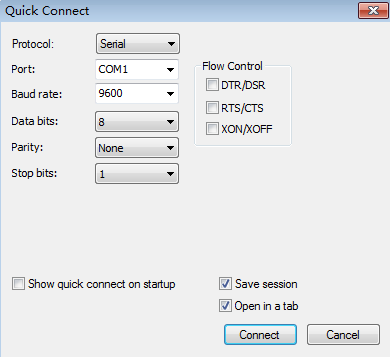 Quick Connect
Protocol: Serial
Port: COM1
Baud rate: 9600
Data bits: 8
Parity: None
Stop bits: 1
Flow Control
DTR/DSR
RTS/CTS
XON/XOFF
Show quick connect on startup
Save session
Open in a tab
Connect Cancel